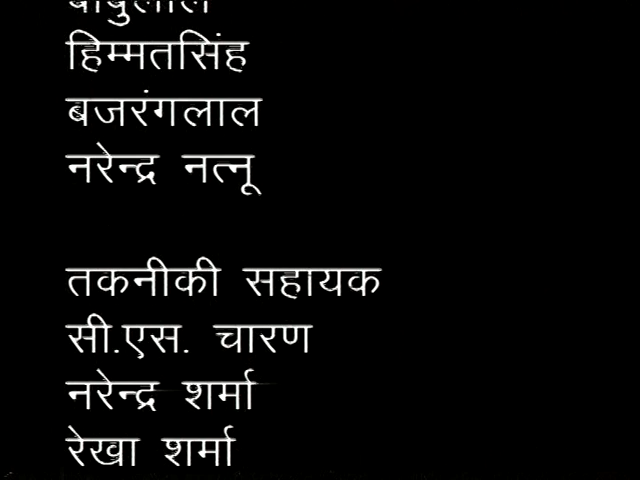 बाबुलाल
हिम्मतसिंह
बजरंगलाल
नरेन्द्र नत्नू
तकनीकी सहायक
सी.एस. चारण
नरेन्द्र शर्मा
रेखा शर्मा